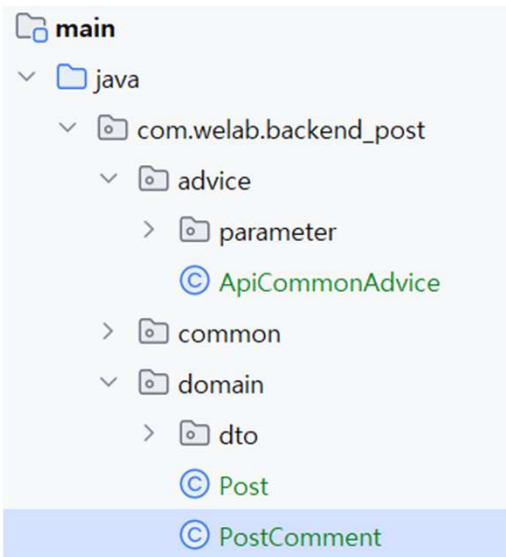 main
java
com.welab.backend_post
advice
parameter
ApiCommonAdvice
common
domain
dto
Post
PostComment